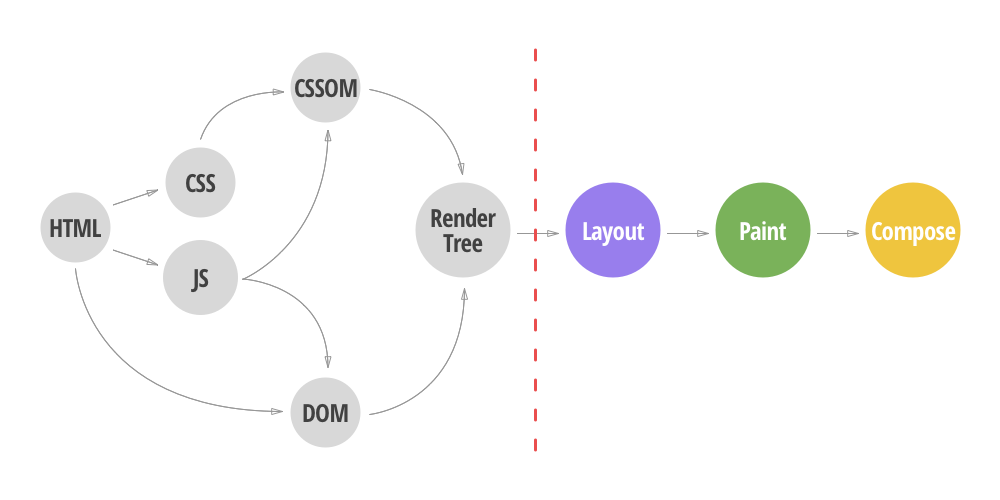 HTML
CSS
JS
CSSOM
DOM
Render
Tree
Layout
Paint
Compose